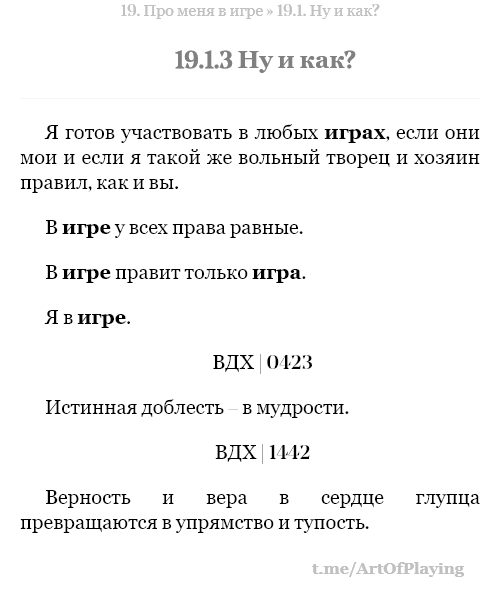 19. Про меня в игре » 19.1. Ну и как?
19.1.3 Ну и как?
Я готов участвовать в любых играх, если они
мои и если я такой же вольный творец и хозяин
правил, как и вы.
В игре у всех права равные.
В игре правит только игра.
Я в игре.
ВДХ | 0423
Истинная доблесть – в мудрости.
ВДХ | 1442
Верность и вера в сердце глупца
превращаются в упрямство и тупость.
t.me/ArtOfPlaying